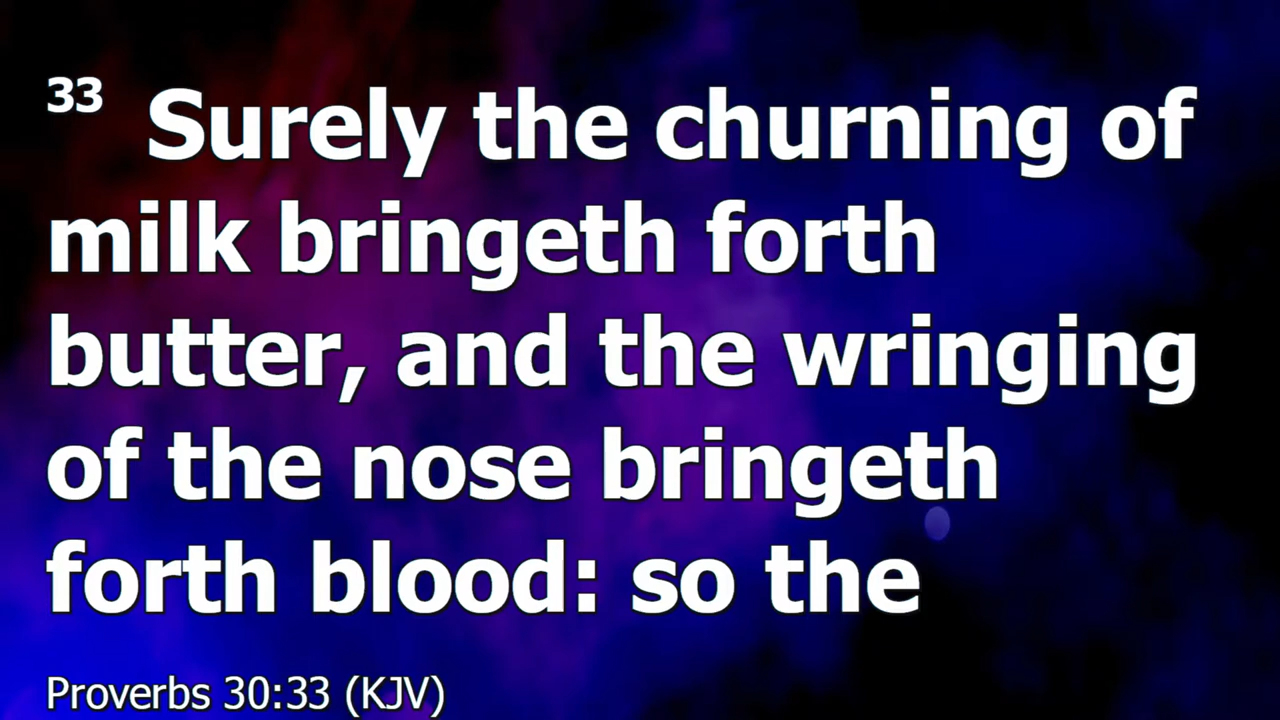 33 Surely the churning of
milk bringeth forth
butter, and the wringing
of the nose bringeth
forth blood: so the
Proverbs 30:33 (KJV)